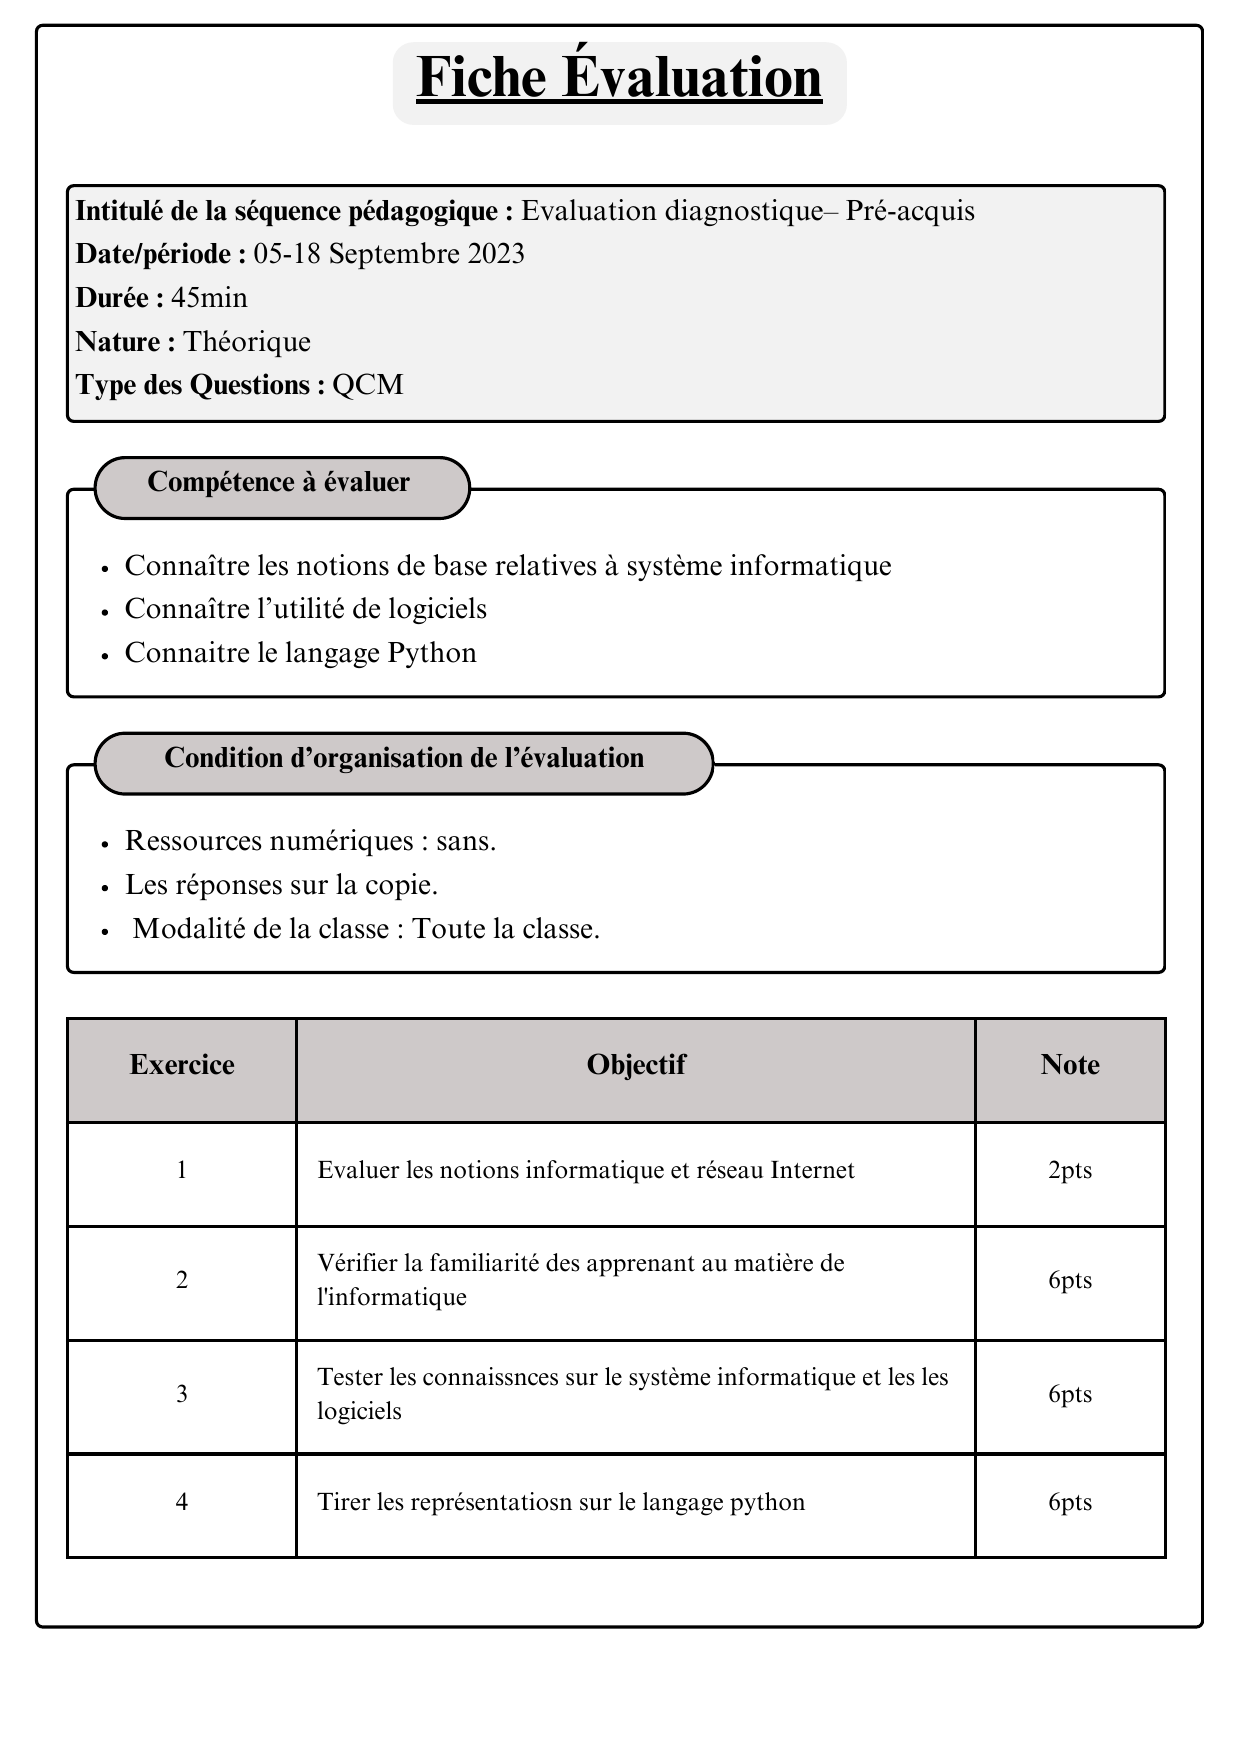 Fiche Évaluation
Intitulé de la séquence pédagogique : Evaluation diagnostique– Pré-acquis
Date/période : 05-18 Septembre 2023
Durée : 45min
Nature : Théorique
Type des Questions : QCM
Compétence à évaluer
• Connaître les notions de base relatives à système informatique
• Connaître l’utilité de logiciels
• Connaitre le langage Python
Condition d’organisation de l’évaluation
• Ressources numériques : sans.
• Les réponses sur la copie.
• Modalité de la classe : Toute la classe.
Exercice Objectif Note
1 Evaluer les notions informatique et réseau Internet 2pts
2 Vérifier la familiarité des apprenant au matière de
l'informatique 6pts
3 Tester les connaissnces sur le système informatique et les les
logiciels 6pts
4 Tirer les représentatiosn sur le langage python 6pts